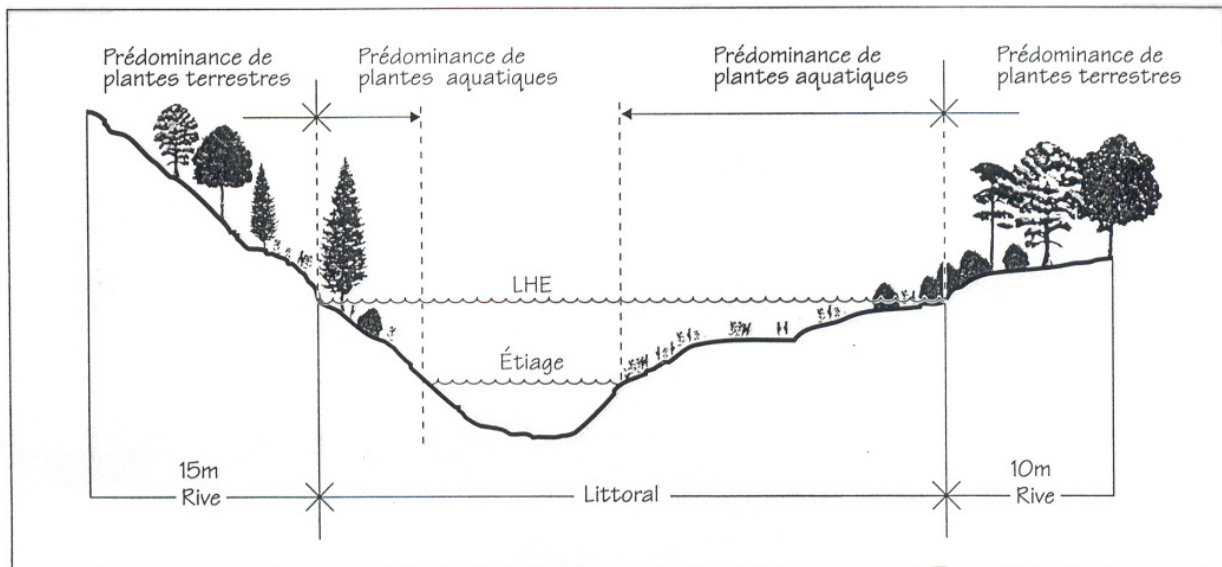 Prédominance de
plantes terrestres
Prédominance de
plantes aquatiques
Prédominance de
plantes aquatiques
Prédominance de
plantes terrestres
LHE
Étiage
15m
Rive
Littoral
10m
Rive